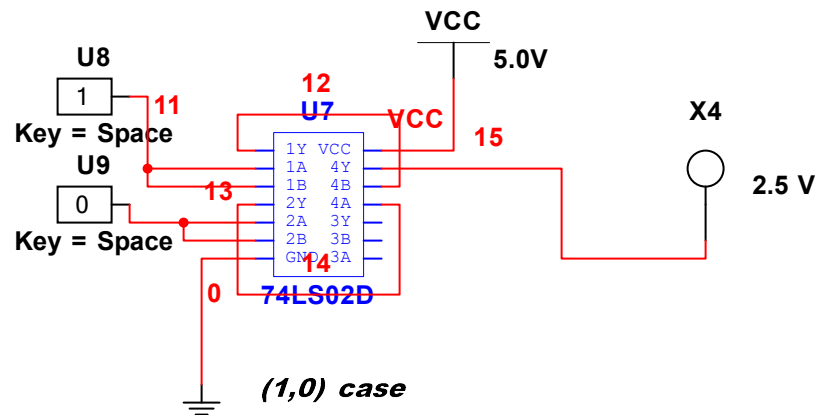 VCC
5.0V
U8
1
Key = Space
11
12
U7
VCC
15
X4
2.5 V
U9
0
Key = Space
13
1Y VCC
1A 4Y
1B 4B
2Y 4A
2A 3Y
2B 3B
GND 3A
14
0
74LS02D
(1,0) case